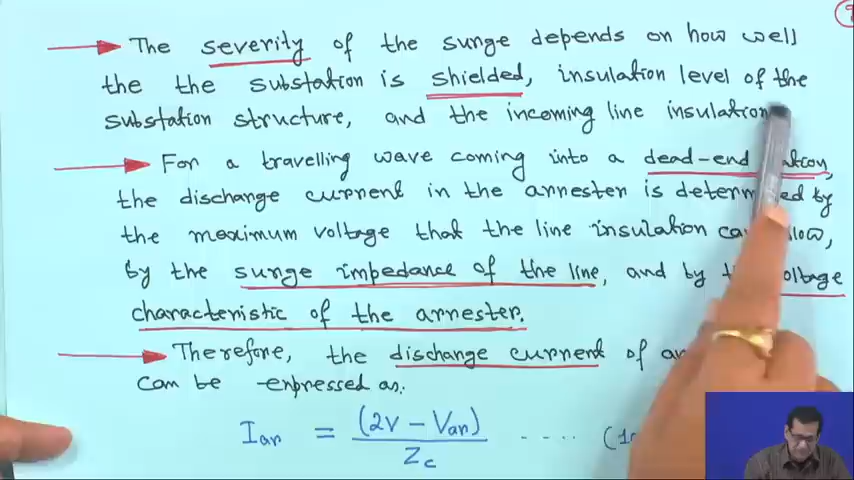 → The severity of the surge depends on how well
the the substation is shielded, insulation level of the
substation structure, and the incoming line insulation
→ For a travelling wave coming into a dead-end
the discharge current in the arrester is by
the maximum voltage that the line insulation
by the surge impedance of the line, and by
characteristic of the arrester.
→ Therefore, the discharge current of
can be expressed as:
Iar = (2V - Var) / Zc ....